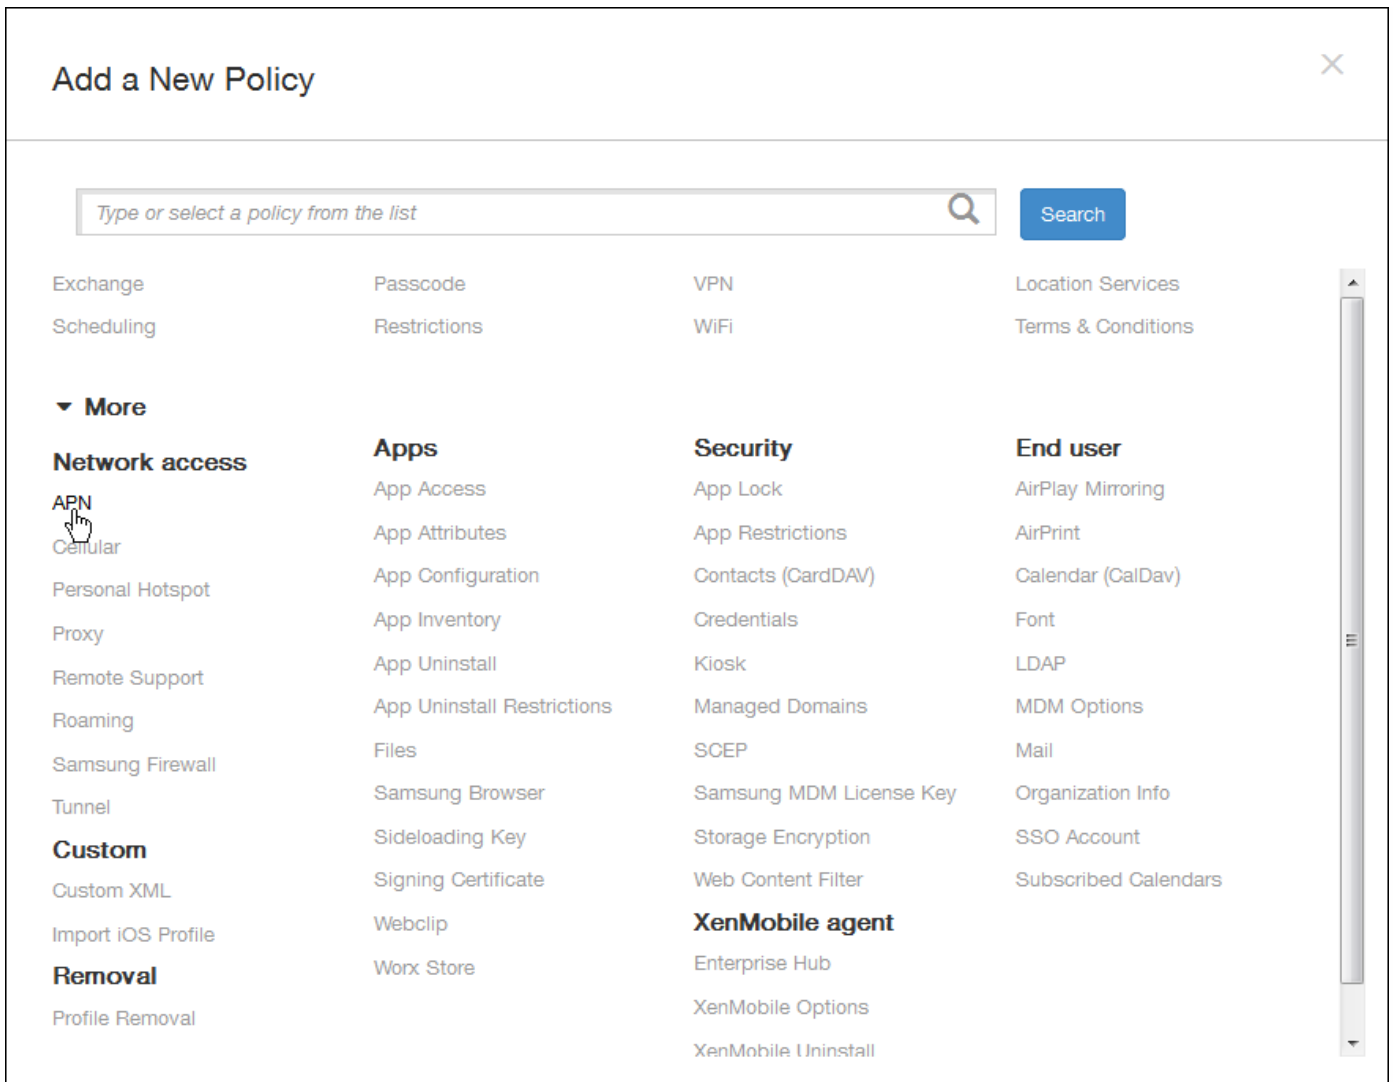 Add a New Policy
Type or select a policy from the list
Search
Exchange
Passcode
VPN
Location Services
Scheduling
Restrictions
WiFi
Terms & Conditions
More
Network access
APN
Cellular
Personal Hotspot
Proxy
Remote Support
Roaming
Samsung Firewall
Tunnel
Custom
Custom XML
Import iOS Profile
Removal
Profile Removal
Apps
App Access
App Attributes
App Configuration
App Inventory
App Uninstall
App Uninstall Restrictions
Files
Samsung Browser
Sideloading Key
Signing Certificate
Webclip
Worx Store
Security
App Lock
App Restrictions
Contacts (CardDAV)
Credentials
Kiosk
Managed Domains
SCEP
Samsung MDM License Key
Storage Encryption
Web Content Filter
XenMobile agent
Enterprise Hub
XenMobile Options
XenMobile Uninstall
End user
AirPlay Mirroring
AirPrint
Calendar (CalDav)
Font
LDAP
MDM Options
Mail
Organization Info
SSO Account
Subscribed Calendars